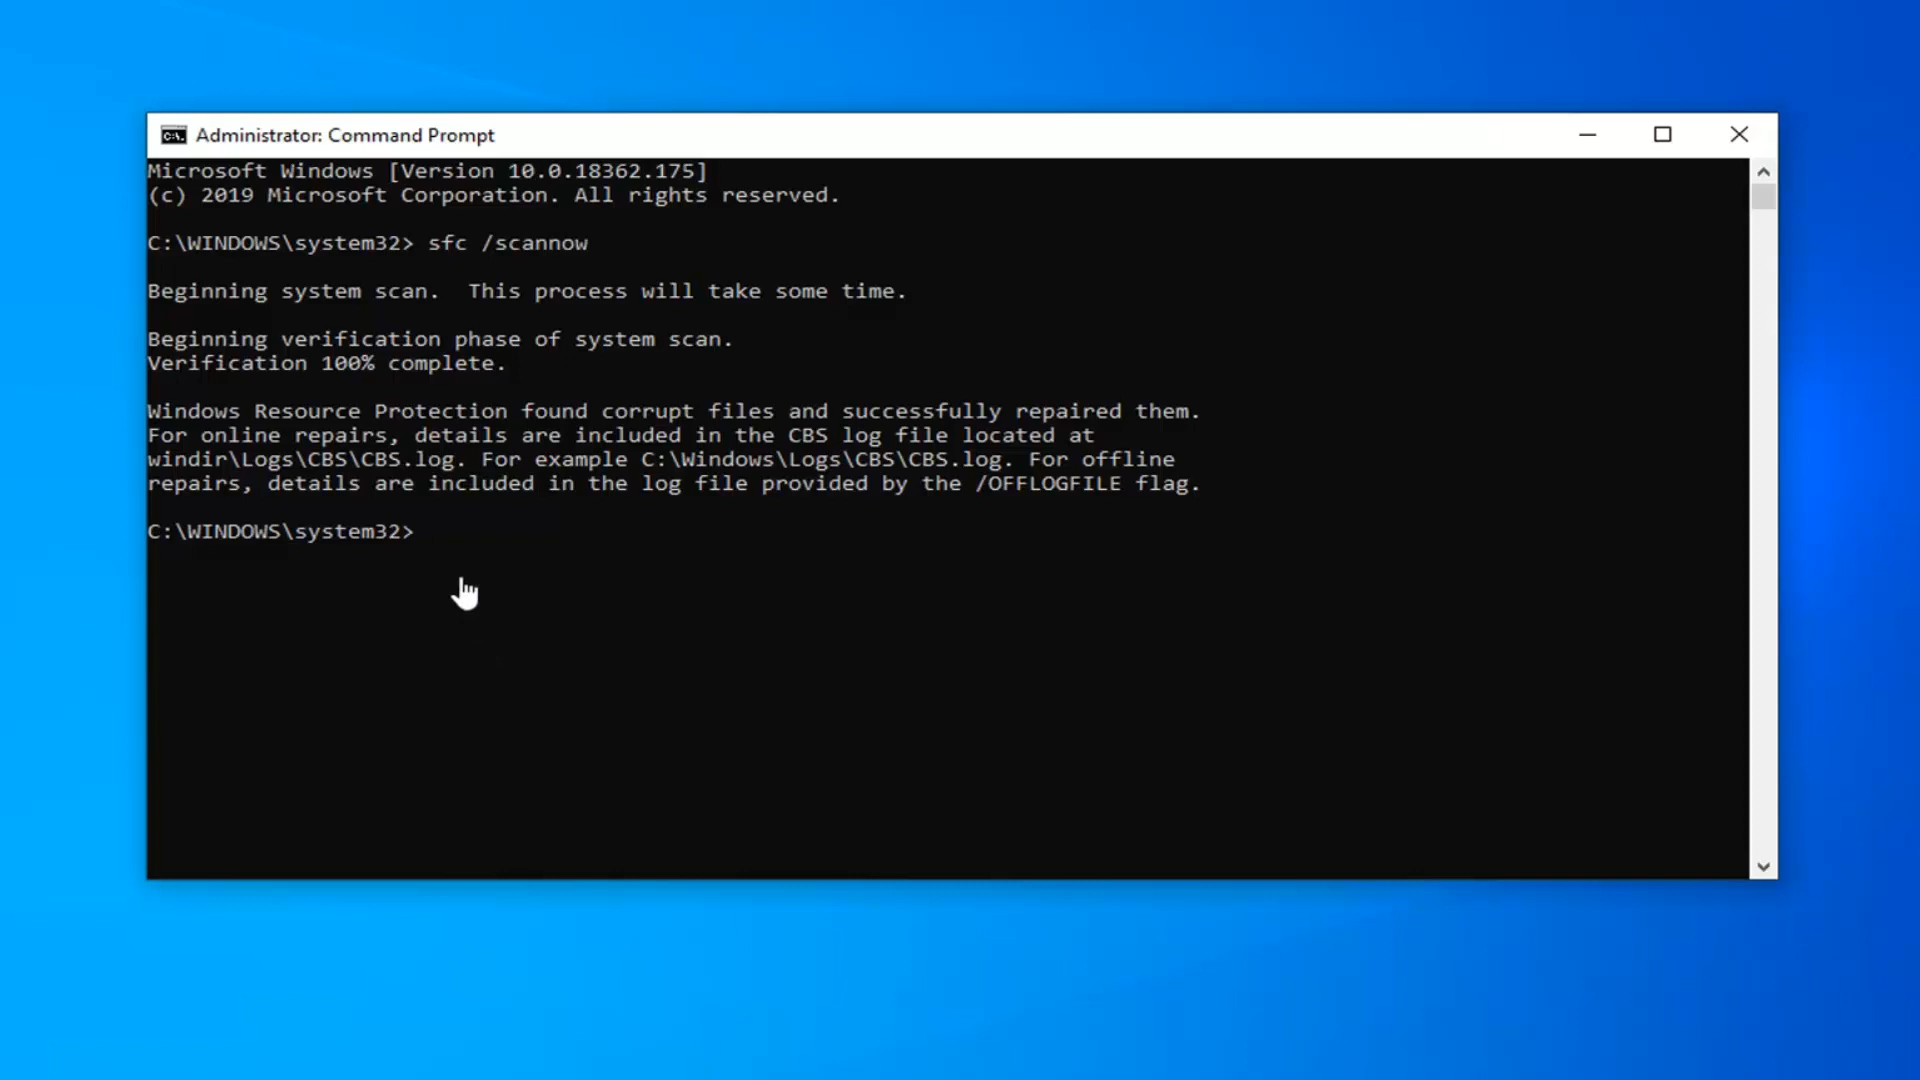 Administrator: Command Prompt
Microsoft Windows [Version 10.0.18362.175]
(c) 2019 Microsoft Corporation. All rights reserved.
C:\WINDOWS\system32> sfc /scannow
Beginning system scan.  This process will take some time.
Beginning verification phase of system scan.
Verification 100% complete.
Windows Resource Protection found corrupt files and successfully repaired them.
For online repairs, details are included in the CBS log file located at
windir\Logs\CBS\CBS.log. For example C:\Windows\Logs\CBS\CBS.log. For offline
repairs, details are included in the log file provided by the /OFFLOGFILE flag.
C:\WINDOWS\system32>